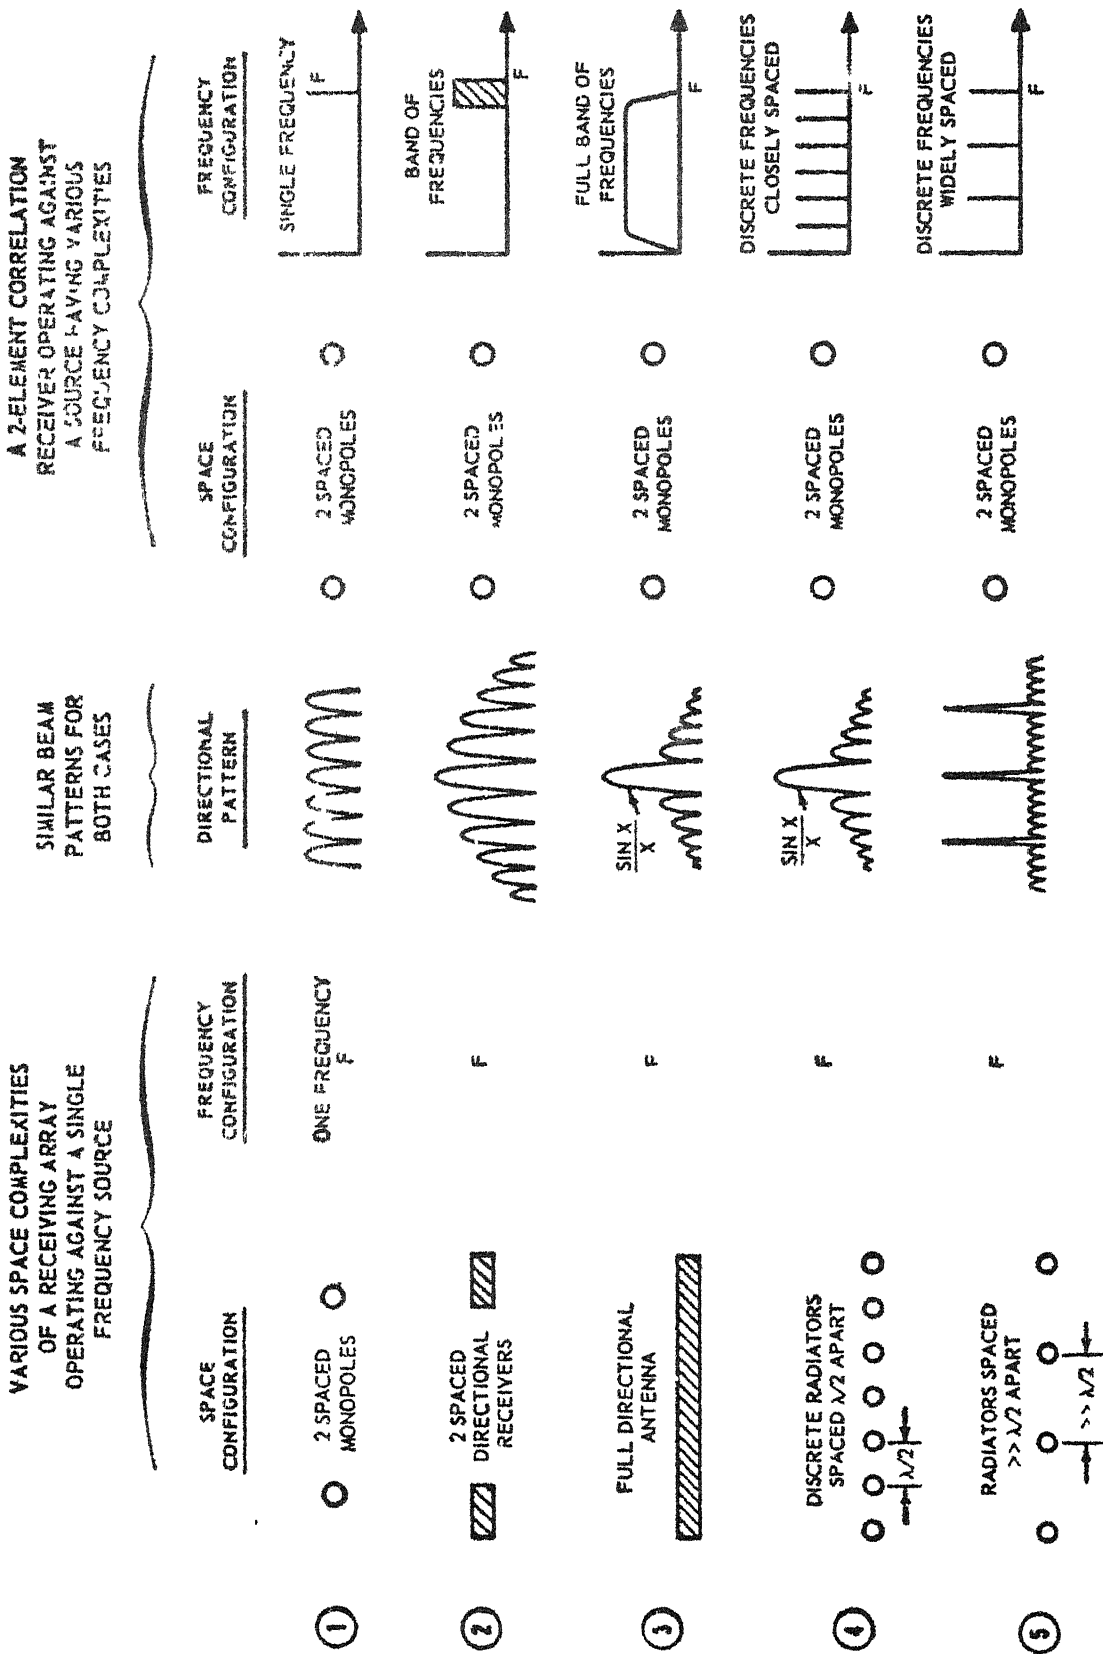 VARIOUS SPACE COMPLEXITIES
OF A RECEIVING ARRAY
OPERATING AGAINST A SINGLE
FREQUENCY SOURCE
SIMILAR BEAM
PATTERNS FOR
BOTH CASES
A 2-ELEMENT CORRELATION
RECEIVER OPERATING AGAINST
A SOURCE HAVING VARIOUS
FREQUENCY COMPLEXITIES
SPACE
CONFIGURATION
FREQUENCY
CONFIGURATION
DIRECTIONAL
PATTERN
SPACE
CONFIGURATION
FREQUENCY
CONFIGURATION
1
2 SPACED
MONOPOLES
ONE FREQUENCY
F
2 SPACED
MONOPOLES
SINGLE FREQUENCY
F
2
2 SPACED
DIRECTIONAL
RECEIVERS
F
2 SPACED
MONOPOLES
BAND OF
FREQUENCIES
F
3
FULL DIRECTIONAL
ANTENNA
F
SIN X
X
2 SPACED
MONOPOLES
FULL BAND OF
FREQUENCIES
F
4
DISCRETE RADIATORS
SPACED λ/2 APART
λ/2
F
SIN X
X
2 SPACED
MONOPOLES
DISCRETE FREQUENCIES
CLOSELY SPACED
F
5
RADIATORS SPACED
>> λ/2 APART
>> λ/2
F
2 SPACED
MONOPOLES
DISCRETE FREQUENCIES
WIDELY SPACED
F